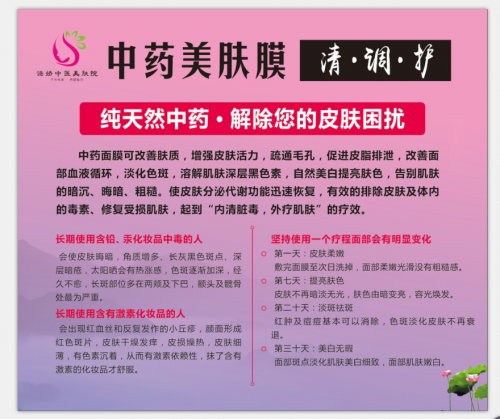 中药美肤膜 清·调·护
中医美肤院
纯天然中药·解除您的皮肤困扰
中药面膜可改善肤质，增强皮肤活力，疏通毛孔，促进皮脂排泄，改善面
部血液循环，淡化色斑，溶解肌肤深层黑色素，自然美白提亮肤色，告别肌肤
的暗沉、晦暗、粗糙。使皮肤分泌代谢功能迅速恢复，有效的排除皮肤及体内
的毒素、修复受损肌肤，起到“内清脏毒，外疗肌肤”的疗效。
长期使用含铅、汞化妆品中毒的人
会使皮肤晦暗，角质增多、长灰黑色斑点、深
层暗疮，太阳晒会有热涨感，色斑逐渐加深，经
久不愈，长斑部位多在两颊及下巴，额头及髋骨
处最为严重。
长期使用含有激素化妆品的人
会出现红血丝和反复发作的小丘疹，颜面形成
红色斑片，皮肤干燥发痒，皮损燥热，皮肤细
薄，有色素沉着，从而有激素依赖性，抹了含有
激素的化妆品才舒服。
坚持使用一个疗程面部会有明显变化
第一天：皮肤柔嫩
敷完面膜至次日洗掉，面部柔嫩光滑没有粗糙感。
第七天：提亮肤色
皮肤不再暗淡无光，肤色由暗变亮，容光焕发。
第二十天：淡斑祛斑
红肿及痘痘基本可以消除，色斑淡化皮肤不再衰
退。
第三十天：美白无瑕
面部斑点淡化肌肤美白细致，面部肌肤嫩白。